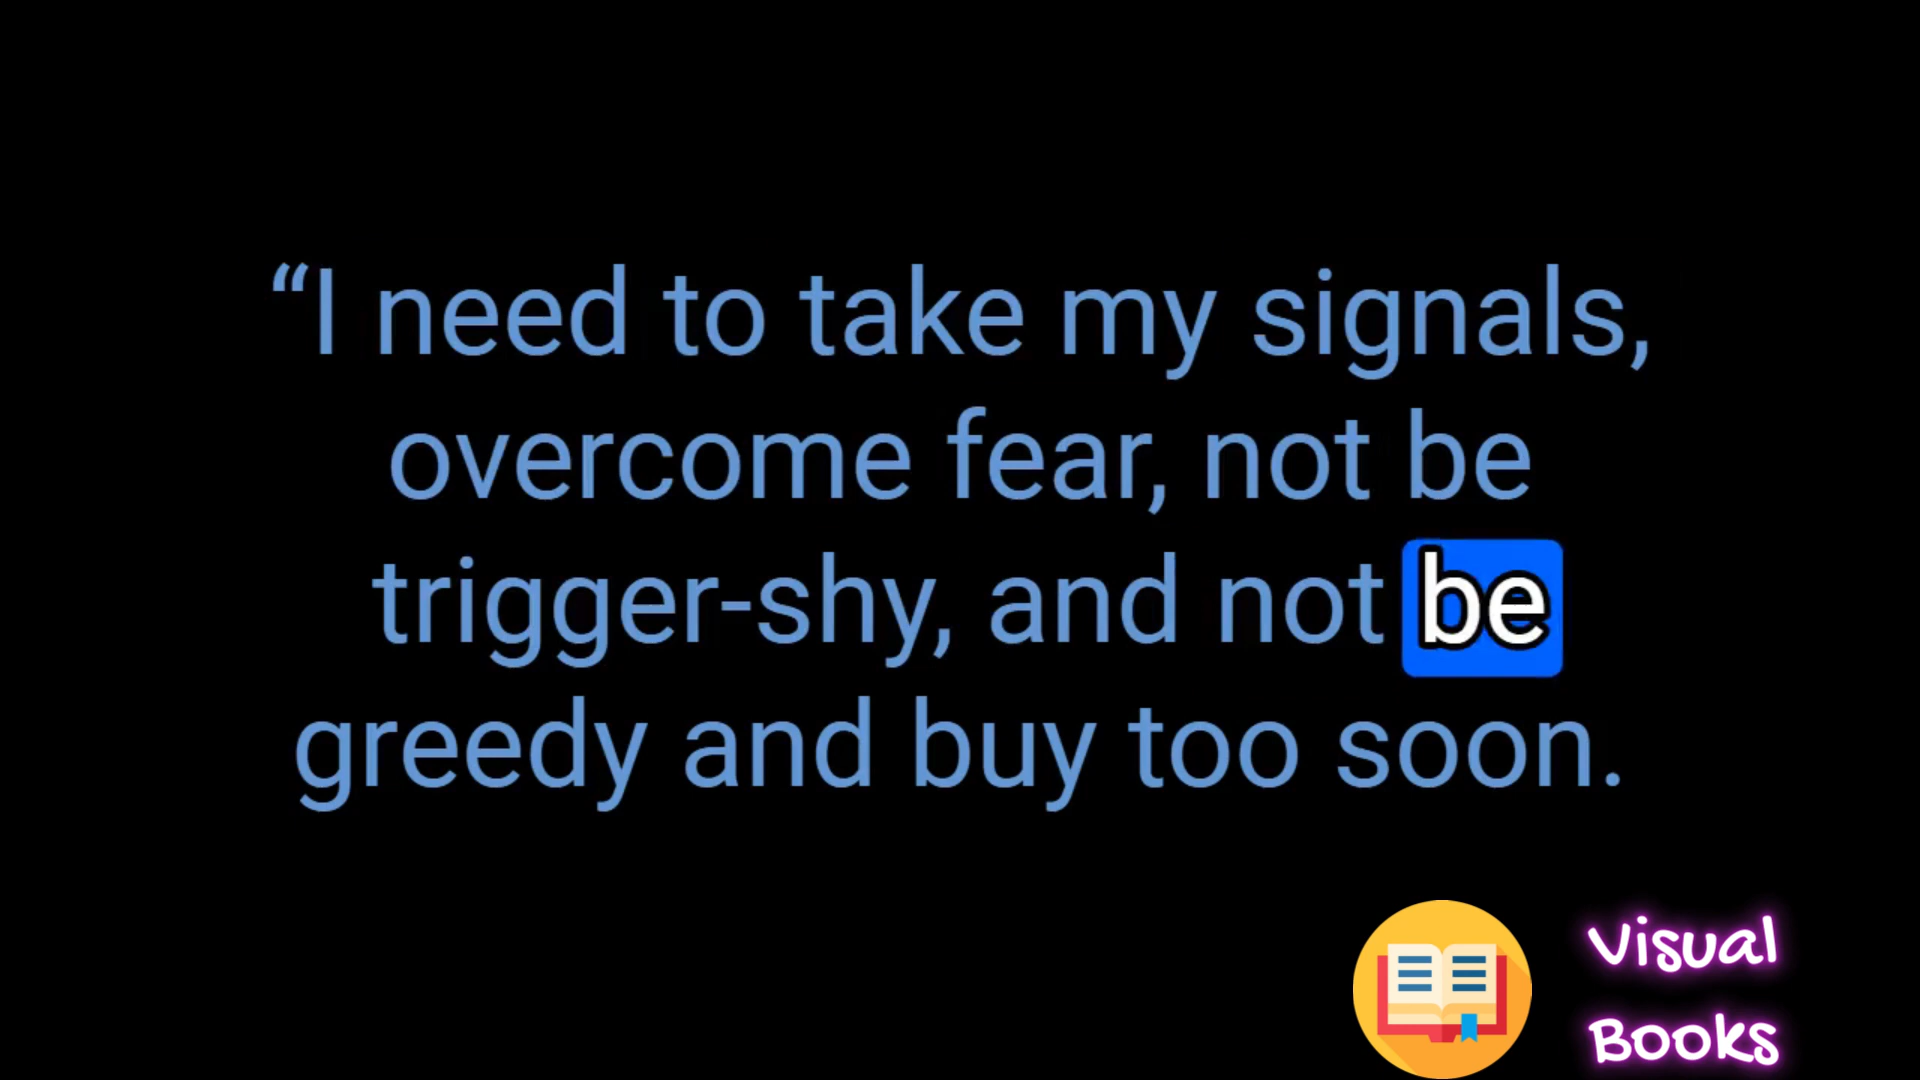 “I need to take my signals,
overcome fear, not be
trigger-shy, and not be
greedy and buy too soon.
Visual
Books